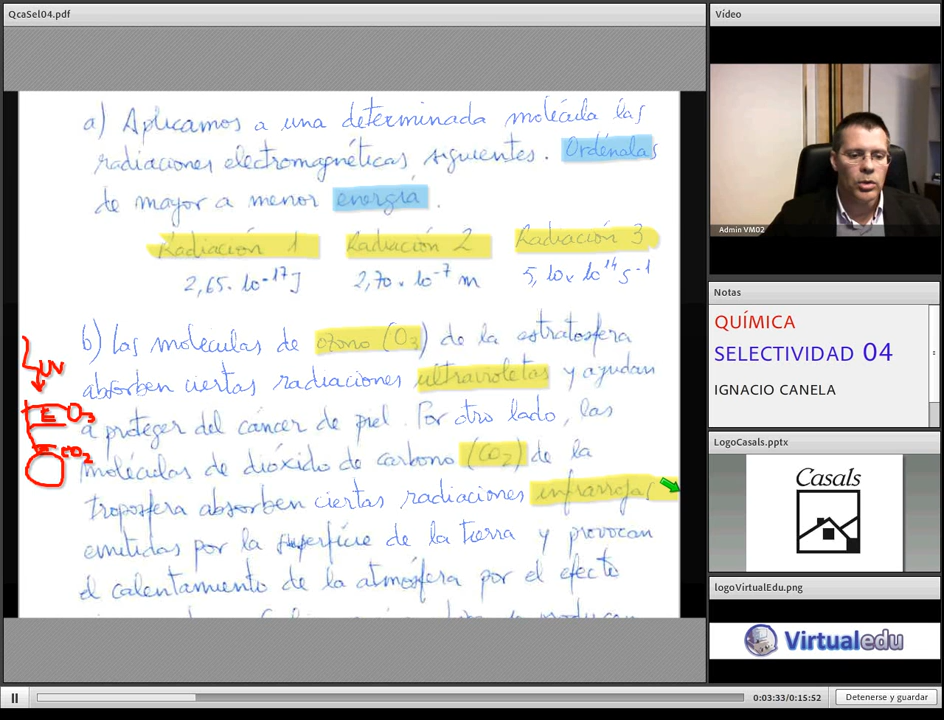 QcaSel04.pdf
a) Aplicamos a una determinada molécula las
radiaciones electromagnéticas siguientes. Ordénalas
de mayor a menor energía.
Radiación 1 Radiación 2 Radiación 3
2,65·10⁻¹⁷J 2,70×10⁻⁷ m 5,10×10¹⁴ s⁻¹
b) Las moléculas de ozono (O₃) de la estratosfera
absorben ciertas radiaciones ultravioletas y ayudan
a proteger del cáncer de piel. Por otro lado, las
moléculas de dióxido de carbono (CO₂) de la
troposfera absorben ciertas radiaciones infrarrojas
emitidas por la superfície de la tierra y provocan
el calentamiento de la atmósfera por el efecto
E O₃
E CO₂
Vídeo
Admin VM02
Notas
QUÍMICA
SELECTIVIDAD 04
IGNACIO CANELA
LogoCasals.pptx
Casals
logoVirtualEdu.png
Virtualedu
0:03:33/0:15:52
Detenerse y guardar